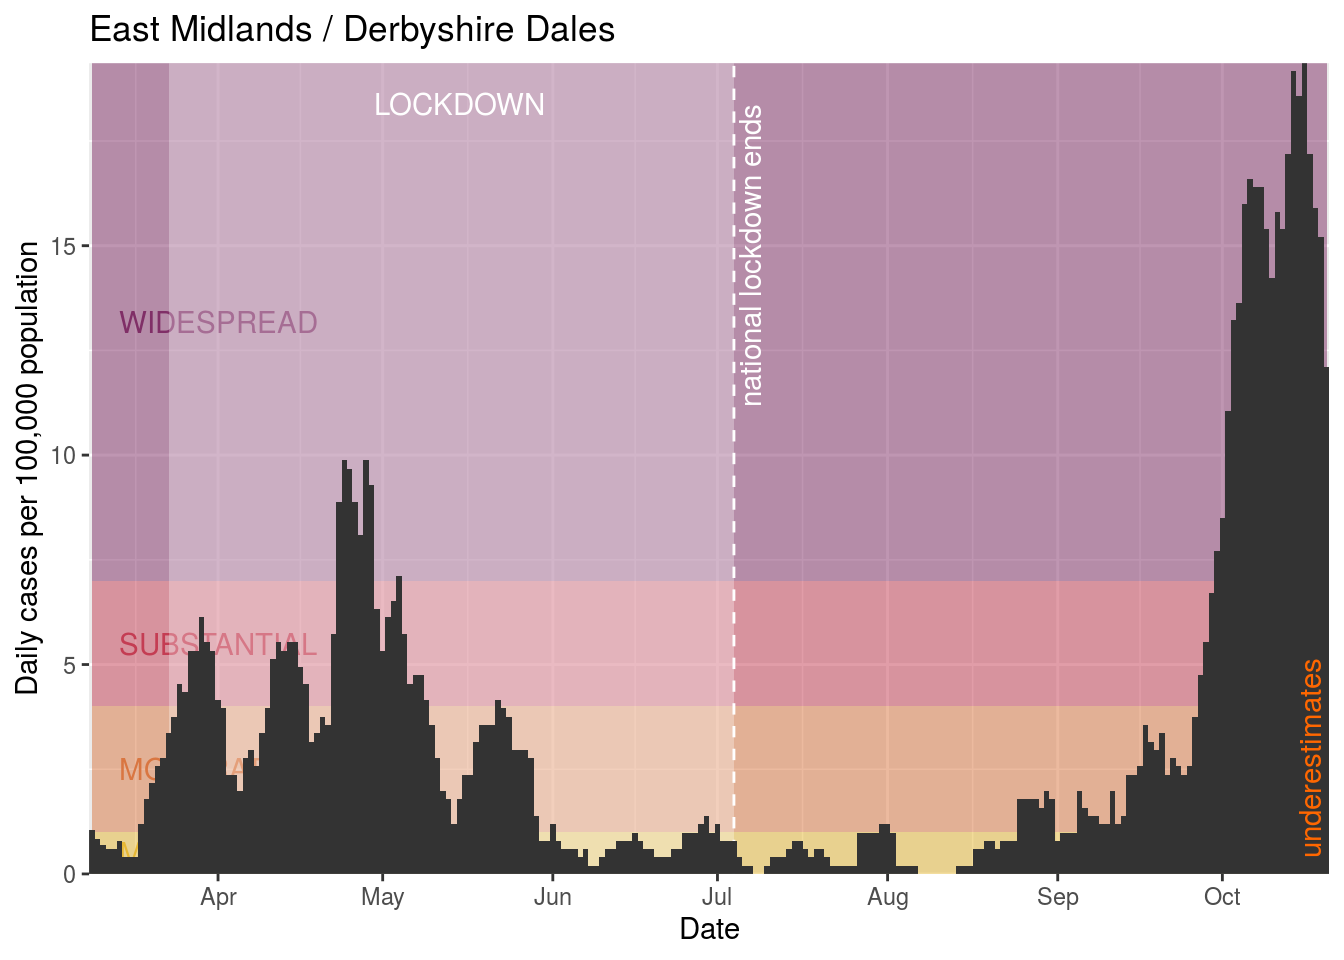 East Midlands / Derbyshire Dales
LOCKDOWN
national lockdown ends
WIDESPREAD
SUBSTANTIAL
underestimates
Daily cases per 100,000 population
15
10
5
0
Apr May Jun Jul Aug Sep Oct
Date